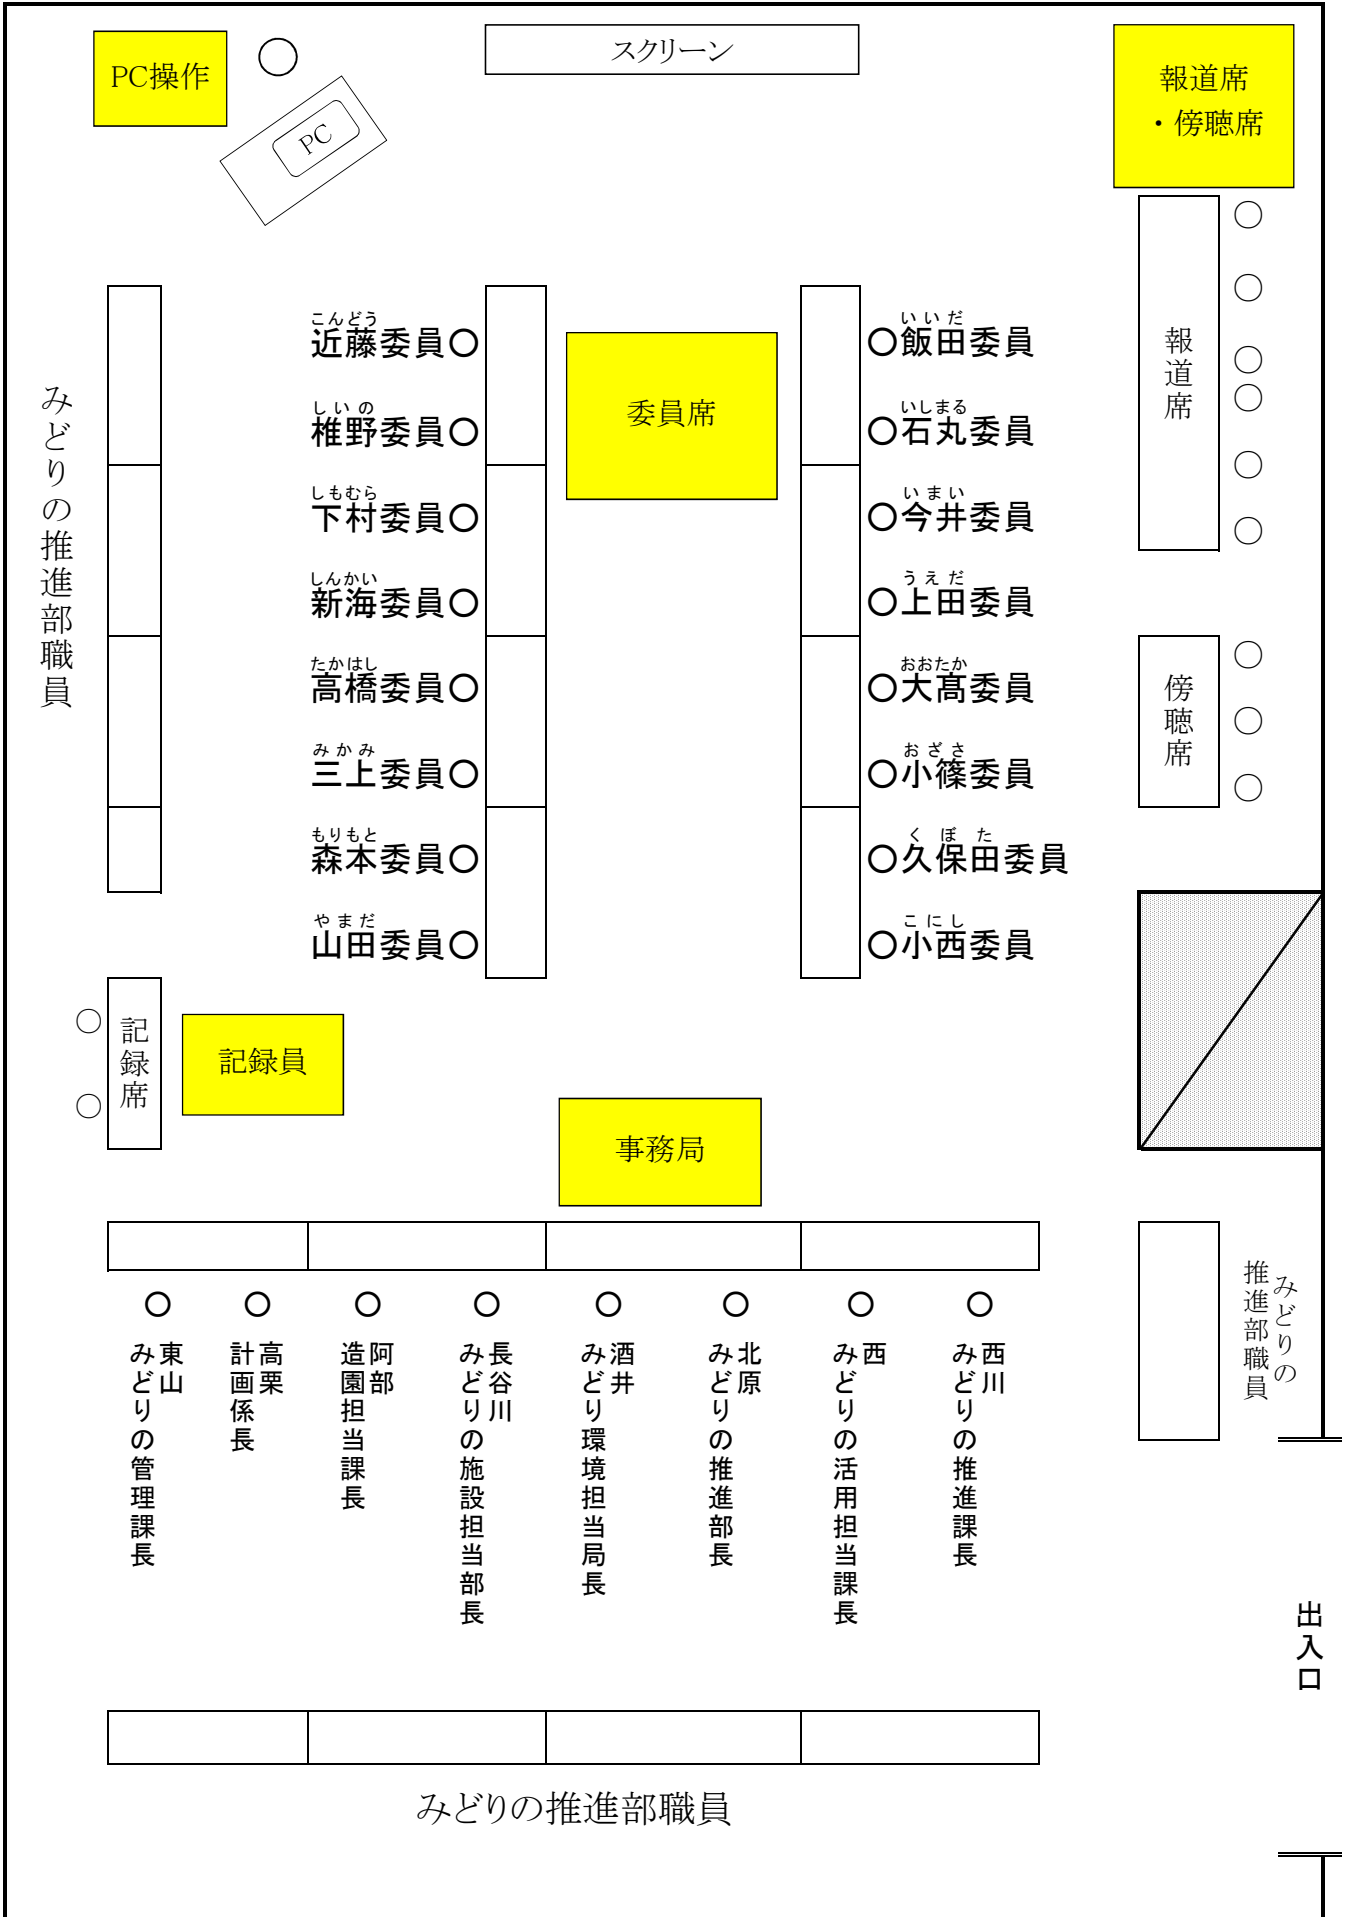 PC操作
スクリーン
報道席
・傍聴席
PC
みどりの推進部職員
こんどう
近藤委員○
しいの
椎野委員○
しもむら
下村委員○
しんかい
新海委員○
たかはし
高橋委員○
みかみ
三上委員○
もりもと
森本委員○
やまだ
山田委員○
委員席
いいだ
○飯田委員
いしまる
○石丸委員
いまい
○今井委員
うえだ
○上田委員
おおたか
○大髙委員
おざさ
○小篠委員
くぼた
○久保田委員
こにし
○小西委員
報道席
傍聴席
記録席
記録員
事務局
東山
みどりの管理課長
高栗
計画係長
阿部
造園担当課長
長谷川
みどりの施設担当部長
酒井
みどり環境担当局長
北原
みどりの推進部長
西
みどりの活用担当課長
西川
みどりの推進課長
みどりの
推進部職員
出入口
みどりの推進部職員